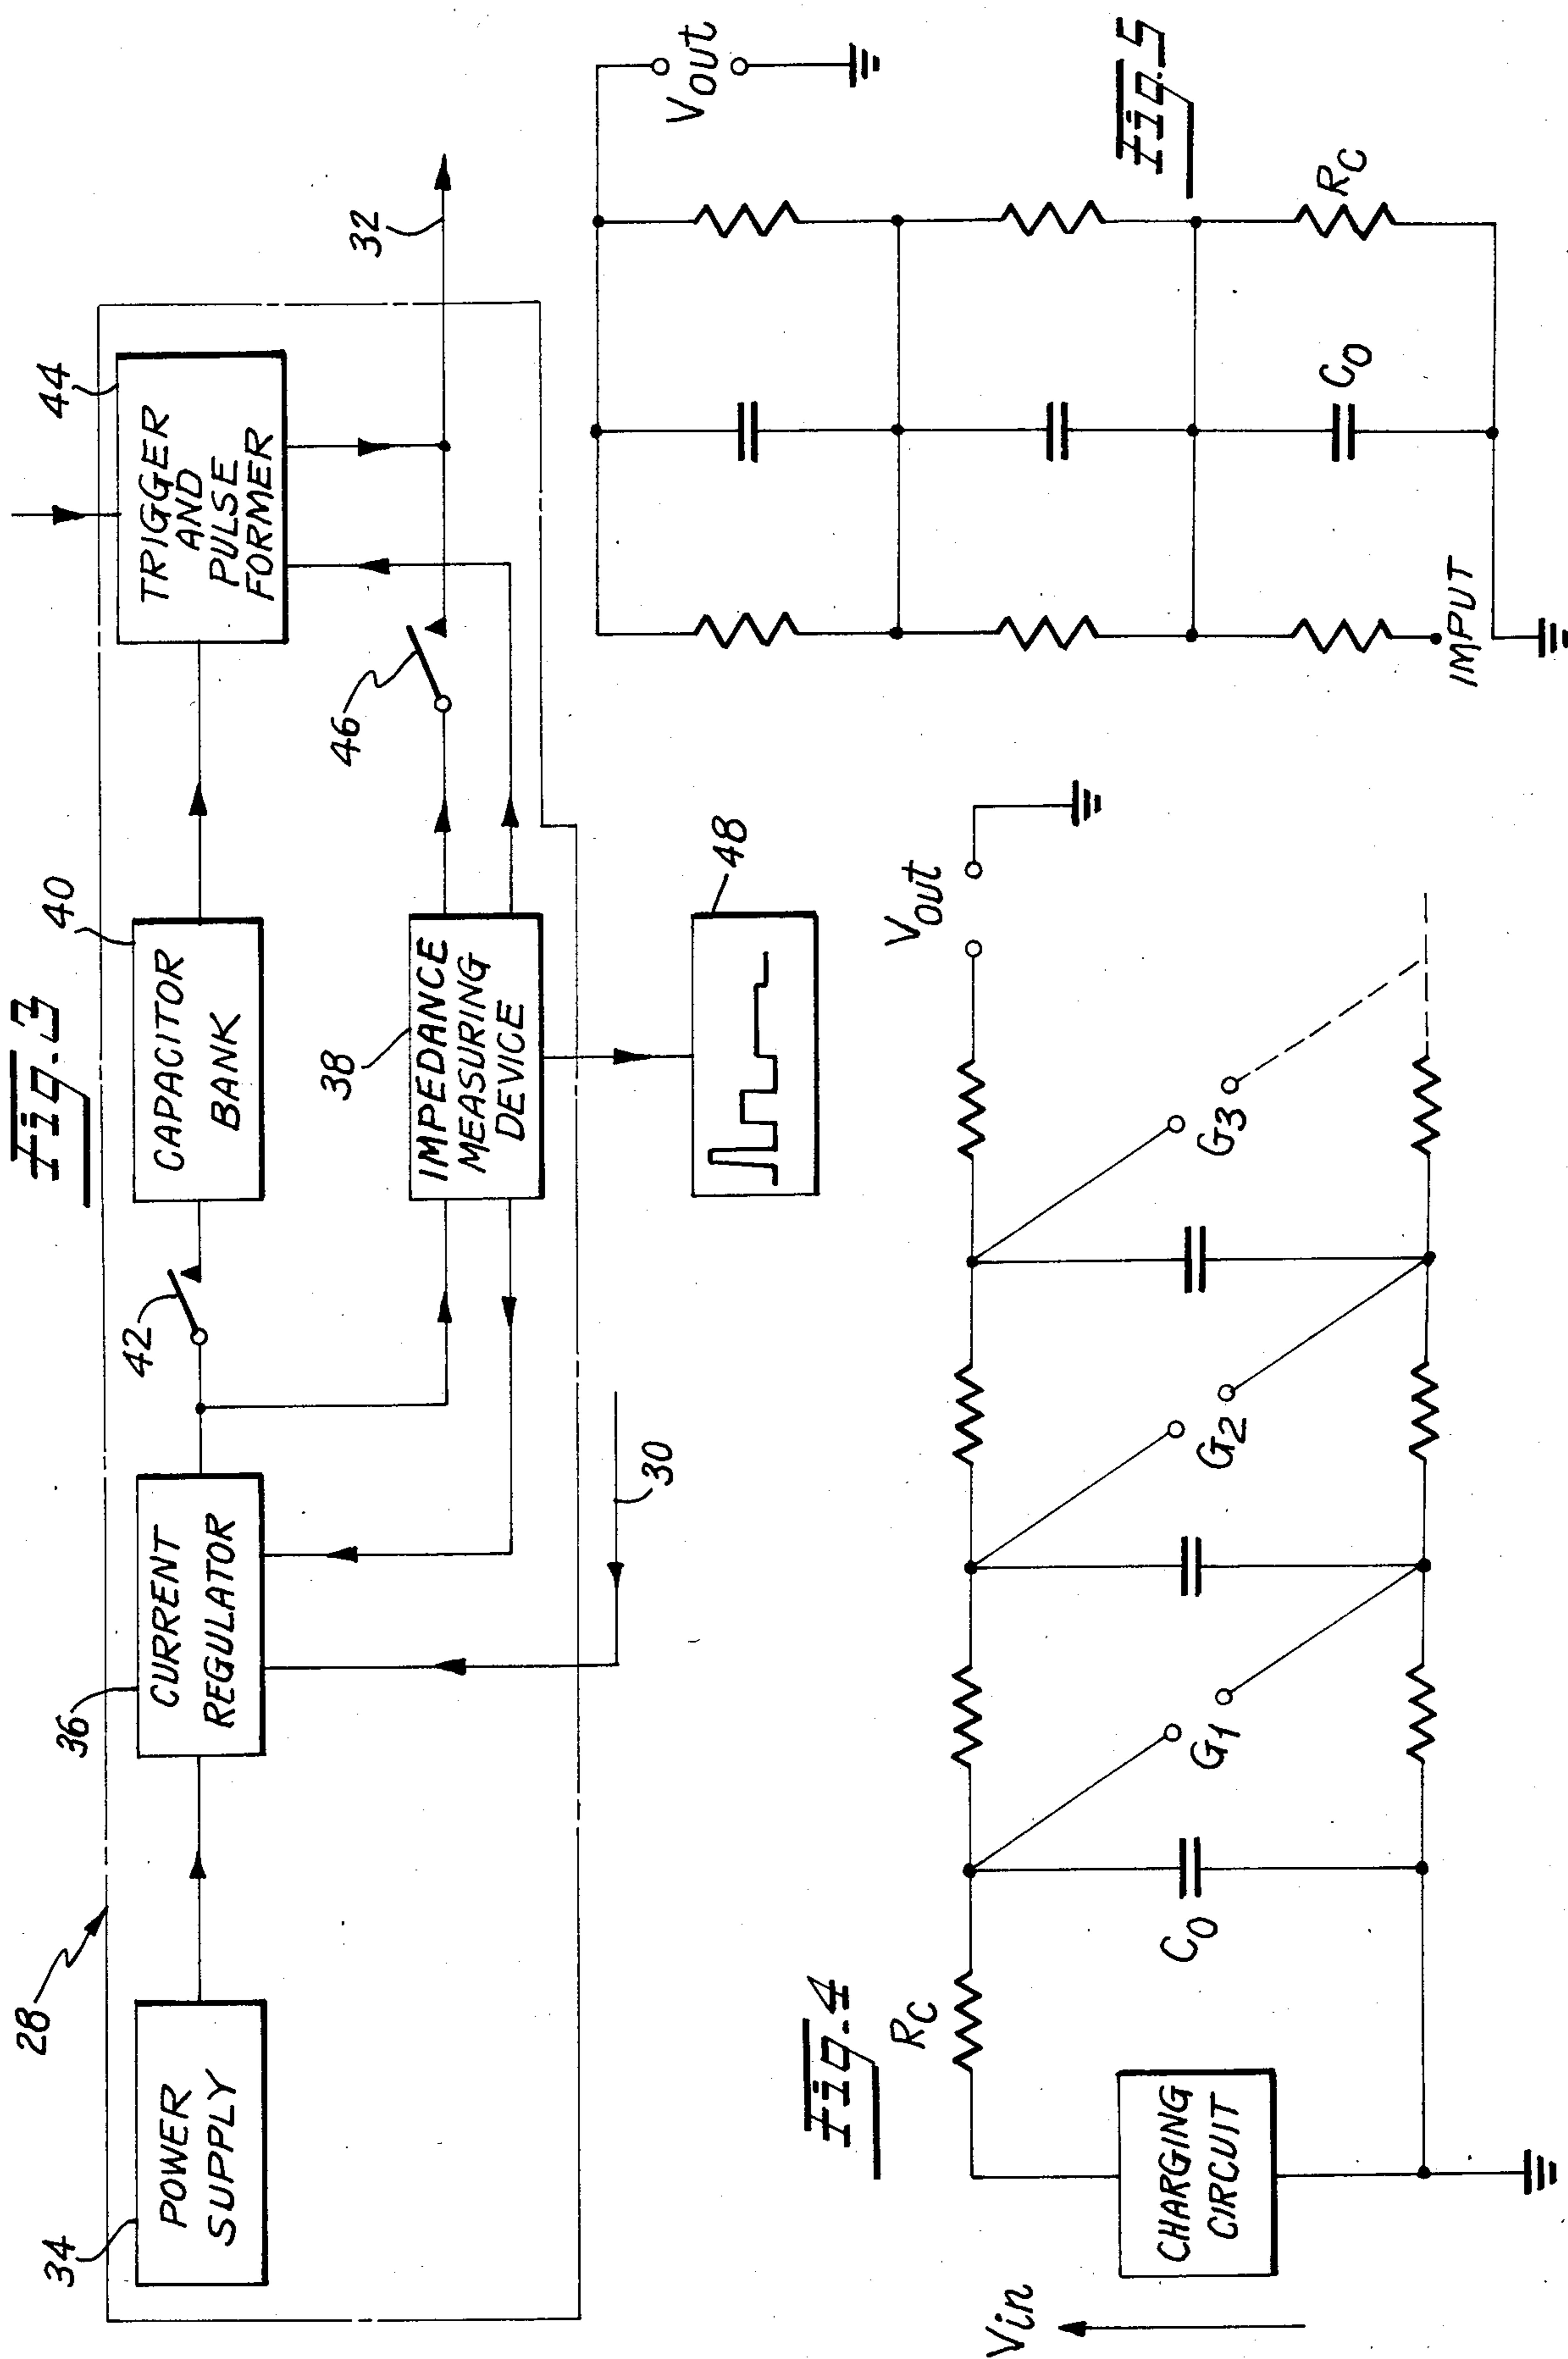 Fig. 3
28
34
POWER
SUPPLY
36
CURRENT
REGULATOR
42
40
CAPACITOR
BANK
44
TRIGGER
AND
PULSE
FORMER
38
IMPEDANCE
MEASURING
DEVICE
46
32
30
48
Fig. 4
Vin
CHARGING
CIRCUIT
RC
C0
G1
G2
G3
Vout
Fig. 5
Vout
IMPUT
C0
RC